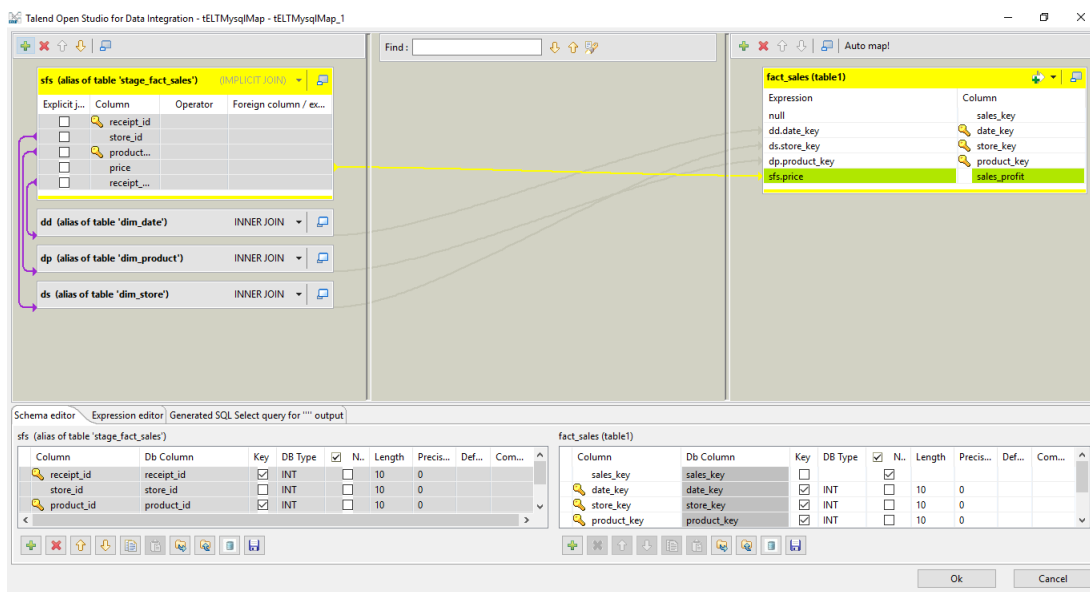 Talend Open Studio for Data Integration - tELTMysqlMap - tELTMysqlMap_1
Find :
Auto map!
sfs (alias of table 'stage_fact_sales') (IMPLICIT JOIN)
Explicit j... Column Operator Foreign column / ex...
receipt_id
store_id
product...
price
receipt_...
dd (alias of table 'dim_date') INNER JOIN
dp (alias of table 'dim_product') INNER JOIN
ds (alias of table 'dim_store') INNER JOIN
fact_sales (table1)
Expression Column
null sales_key
dd.date_key date_key
ds.store_key store_key
dp.product_key product_key
sfs.price sales_profit
Schema editor Expression editor Generated SQL Select query for "" output
sfs (alias of table 'stage_fact_sales')
Column Db Column Key DB Type N.. Length Precis... Def... Com...
receipt_id receipt_id INT 10 0
store_id store_id INT 10 0
product_id product_id INT 10 0
fact_sales (table1)
Column Db Column Key DB Type N.. Length Precis... Def... Com...
sales_key sales_key
date_key date_key INT 10 0
store_key store_key INT 10 0
product_key product_key INT 10 0
Ok Cancel